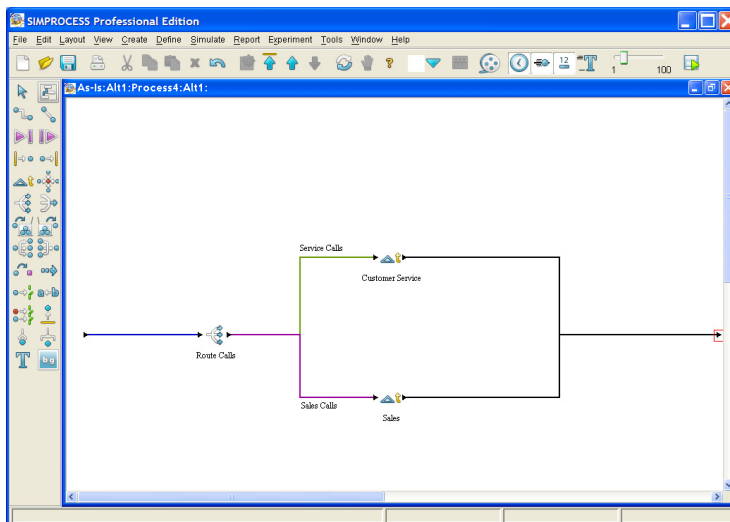 SIMPROCESS Professional Edition
File Edit Layout View Create Define Simulate Report Experiment Tools Window Help
12 T
1 100
As-Is:Alt1:Process4:Alt1:
Service Calls
Customer Service
Route Calls
Sales Calls
Sales
T bg